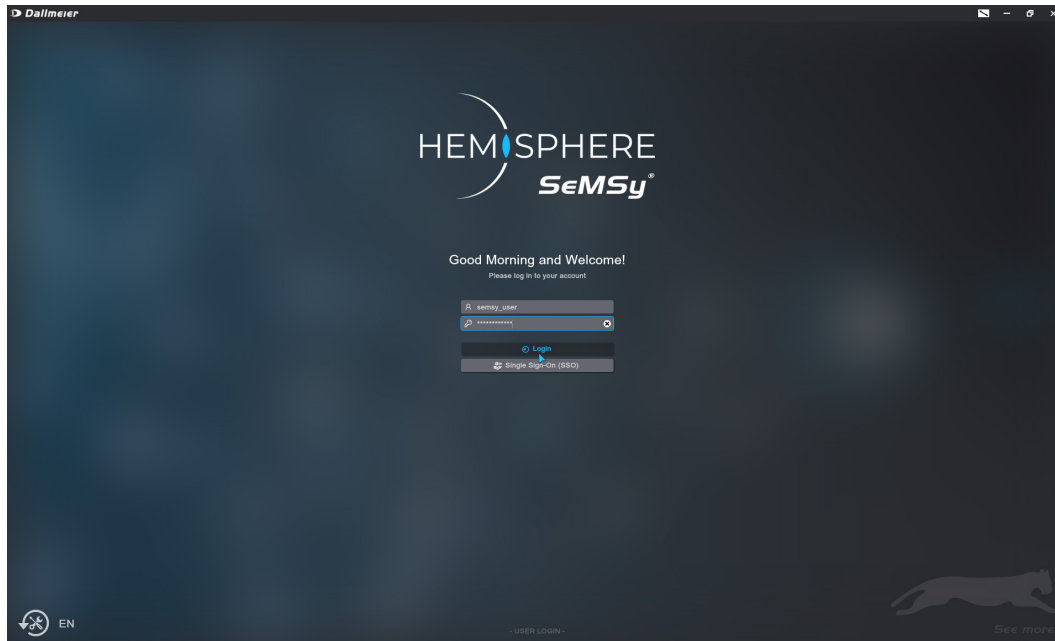 Dallmeier
HEMISPHERE
SeMSy®
Good Morning and Welcome!
Please log in to your account
semsy_user
************
Login
Single Sign-On (SSO)
EN
- USER LOGIN -
See more